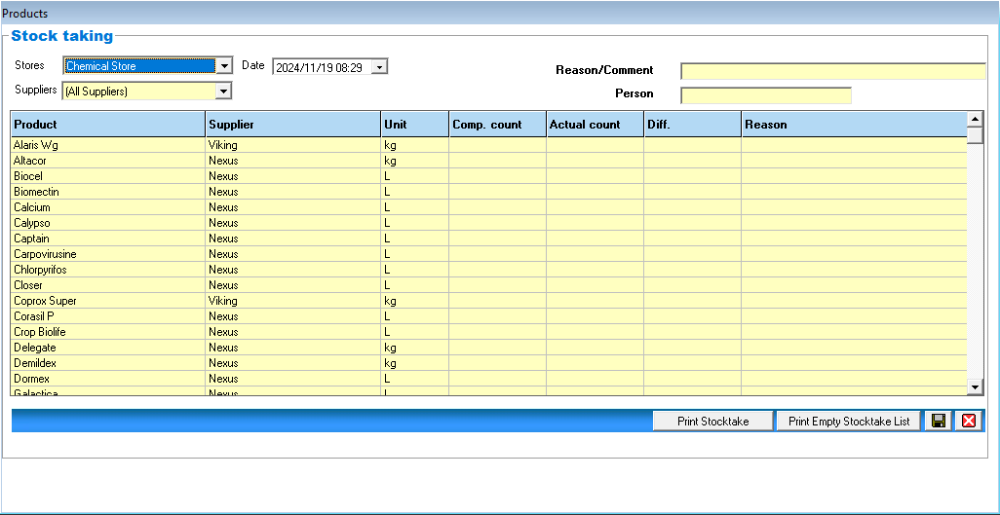 Products
Stock taking
Stores Chemical Store Date 2024/11/19 08:29 Reason/Comment
Suppliers (All Suppliers) Person
Product Supplier Unit Comp. count Actual count Diff. Reason
Alaris Wg Viking kg
Altacor Nexus kg
Biocel Nexus L
Biomectin Nexus L
Calcium Nexus L
Calypso Nexus L
Captain Nexus L
Carpovirusine Nexus L
Chlorpyrifos Nexus L
Closer Nexus L
Coprox Super Viking kg
Corasil P Nexus L
Crop Biolife Nexus L
Delegate Nexus kg
Demildex Nexus kg
Dormex Nexus L
Galactica Nexus L
Print Stocktake Print Empty Stocktake List